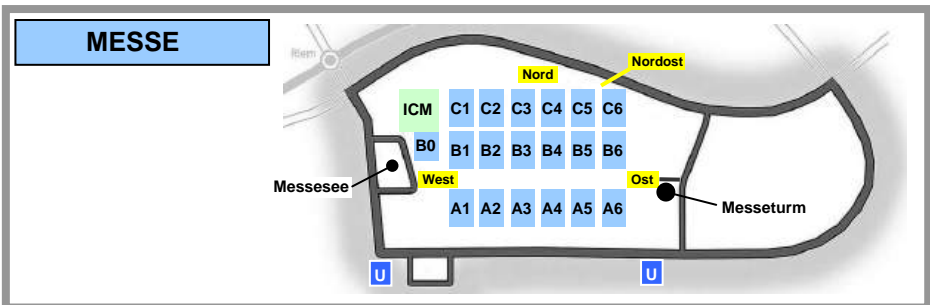 MESSE
Riem
Nordost
Nord
ICM C1 C2 C3 C4 C5 C6
B0 B1 B2 B3 B4 B5 B6
West Ost
Messesee
A1 A2 A3 A4 A5 A6
Messeturm
U U